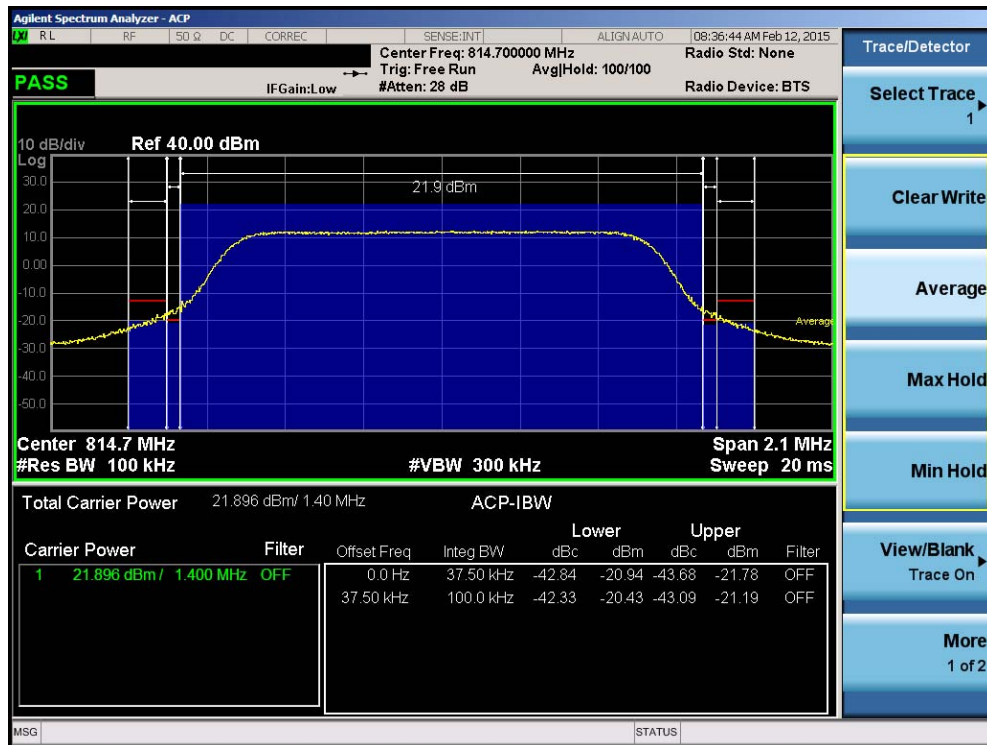 Agilent Spectrum Analyzer - ACP
LXI RL RF 50 Ω DC CORREC SENSE:INT ALIGN AUTO 08:36:44 AM Feb 12, 2015
Center Freq: 814.700000 MHz Radio Std: None
Trig: Free Run Avg|Hold: 100/100
PASS IFGain:Low #Atten: 28 dB Radio Device: BTS
10 dB/div Ref 40.00 dBm
Log
30.0
21.9 dBm
20.0
10.0
0.00
-10.0
-20.0
Average
-30.0
-40.0
-50.0
Center 814.7 MHz Span 2.1 MHz
#Res BW 100 kHz #VBW 300 kHz Sweep 20 ms
Total Carrier Power 21.896 dBm/ 1.40 MHz ACP-IBW
Lower Upper
Carrier Power Filter Offset Freq Integ BW dBc dBm dBc dBm Filter
1 21.896 dBm / 1.400 MHz OFF 0.0 Hz 37.50 kHz -42.84 -20.94 -43.68 -21.78 OFF
37.50 kHz 100.0 kHz -42.33 -20.43 -43.09 -21.19 OFF
MSG STATUS
Trace/Detector
Select Trace
1
Clear Write
Average
Max Hold
Min Hold
View/Blank
Trace On
More
1 of 2